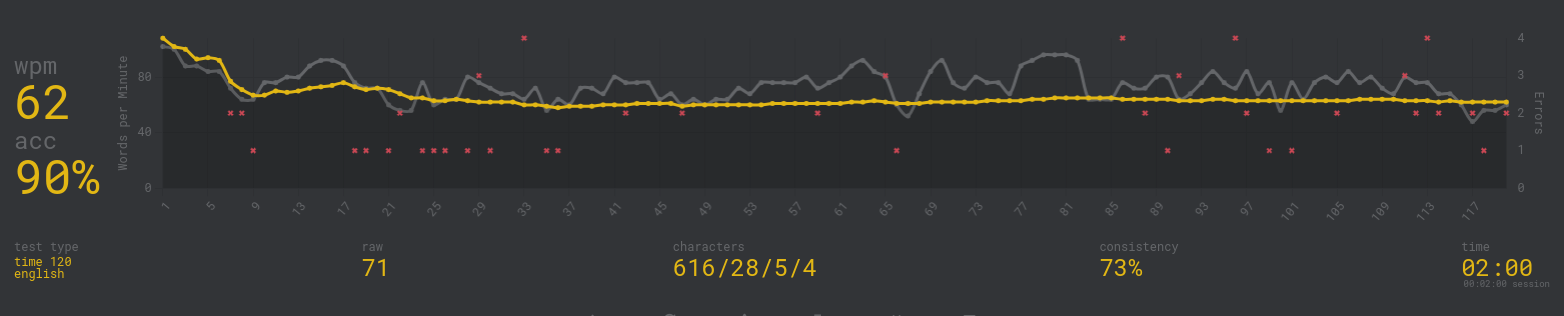 wpm
62
acc
90%
Words per Minute
80
40
0
Errors
4
3
2
1
0
1 5 9 13 17 21 25 29 33 37 41 45 49 53 57 61 65 69 73 77 81 85 89 93 97 101 105 109 113 117
test type
time 120
english
raw
71
characters
616/28/5/4
consistency
73%
time
02:00
00:02:00 session